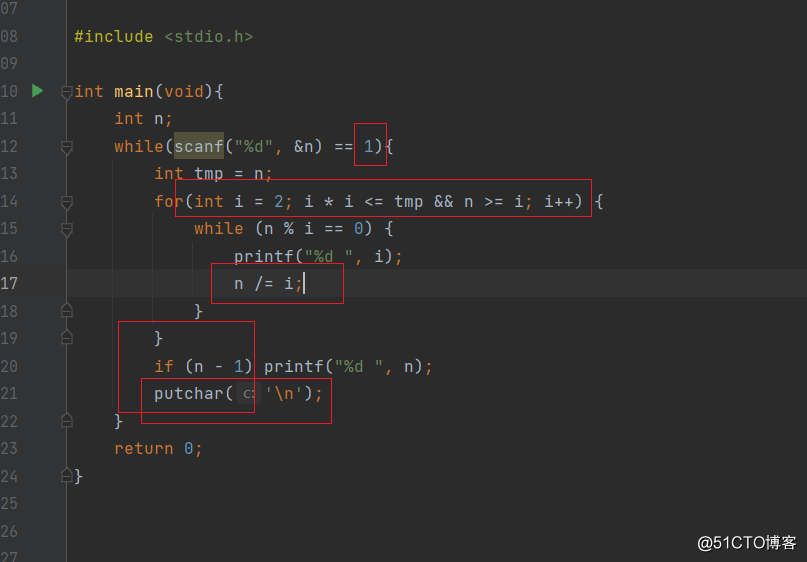 07
08 #include <stdio.h>
09
10 int main(void){
11 int n;
12 while(scanf("%d", &n) == 1){
13 int tmp = n;
14 for(int i = 2; i * i <= tmp && n >= i; i++) {
15 while (n % i == 0) {
16 printf("%d ", i);
17 n /= i;
18 }
19 }
20 if (n - 1) printf("%d ", n);
21 putchar( c: '\n');
22 }
23 return 0;
24 }
25
26
27
@51CTO博客